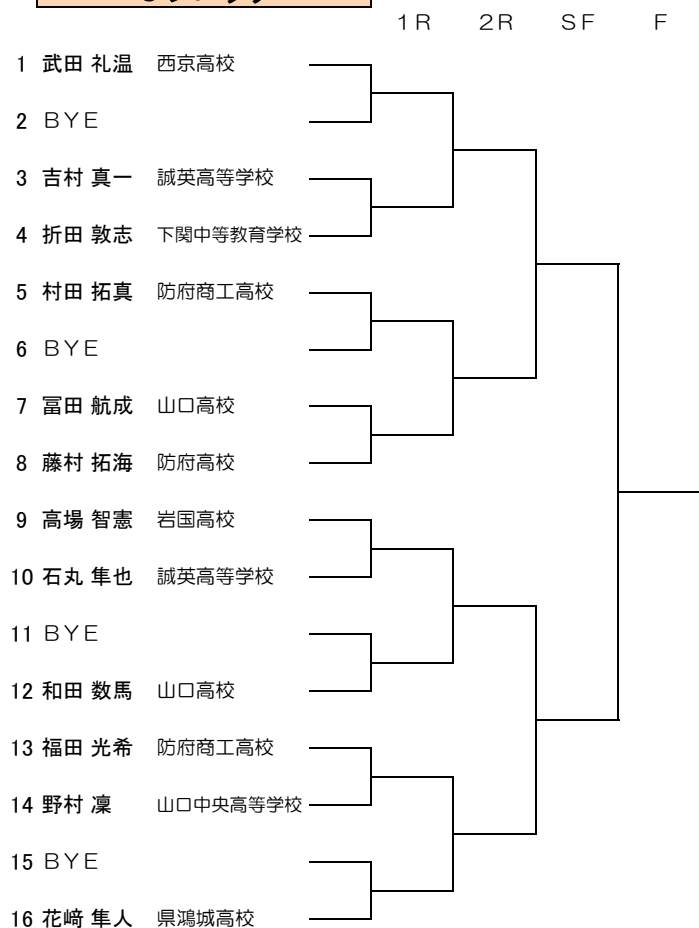 １Ｒ ２Ｒ ＳＦ Ｆ
1 武田 礼温 西京高校
2 ＢＹＥ
3 吉村 真一 誠英高等学校
4 折田 敦志 下関中等教育学校
5 村田 拓真 防府商工高校
6 ＢＹＥ
7 冨田 航成 山口高校
8 藤村 拓海 防府高校
9 高場 智憲 岩国高校
10 石丸 隼也 誠英高等学校
11 ＢＹＥ
12 和田 数馬 山口高校
13 福田 光希 防府商工高校
14 野村 凜 山口中央高等学校
15 ＢＹＥ
16 花﨑 隼人 県鴻城高校